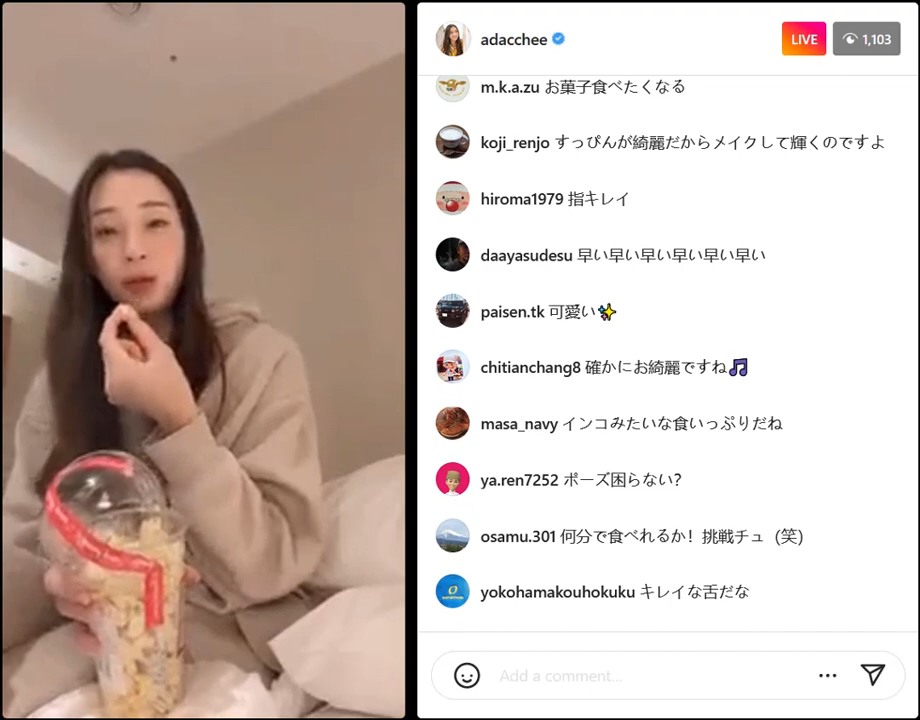 adacchee
LIVE
1,103
m.k.a.zu お菓子食べたくなる
koji_renjo すっぴんが綺麗だからメイクして輝くのですよ
hiroma1979 指キレイ
daayasudesu 早い早い早い早い早い早い
paisen.tk 可愛い✨
chitianchang8 確かにお綺麗ですね🎵
masa_navy インコみたいな食いっぷりだね
ya.ren7252 ポーズ困らない？
osamu.301 何分で食べれるか！挑戦チュ（笑）
yokohamakouhokuku キレイな舌だな
Add a comment...